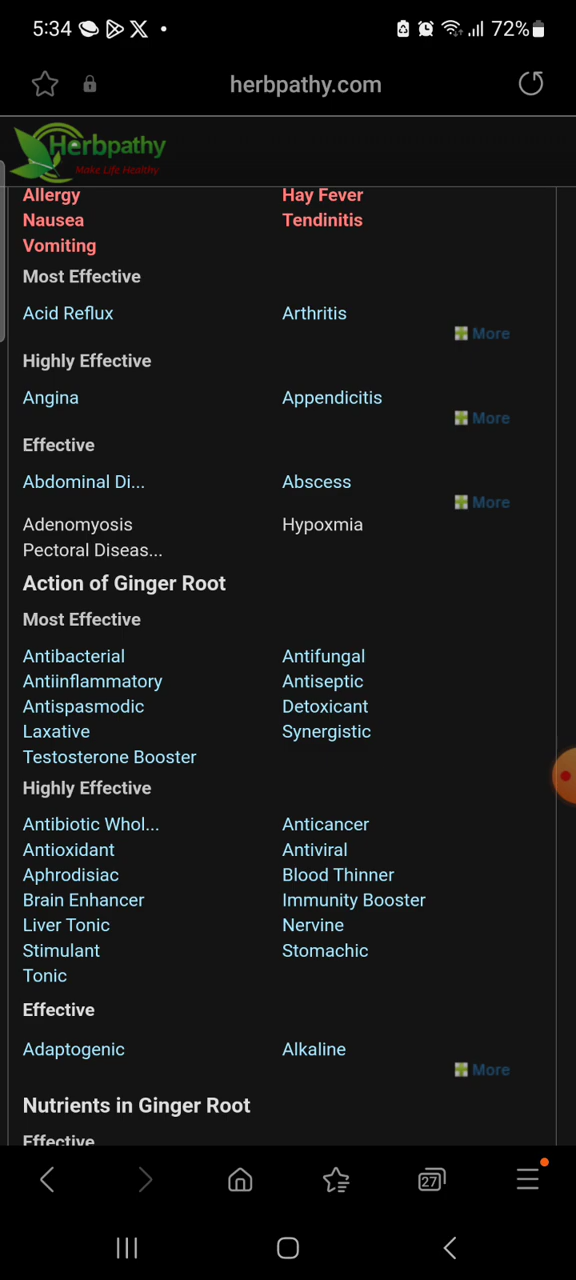 5:34
72%
herbpathy.com
Herbpathy
Make Life Healthy
Allergy Hay Fever
Nausea Tendinitis
Vomiting
Most Effective
Acid Reflux Arthritis
More
Highly Effective
Angina Appendicitis
More
Effective
Abdominal Di... Abscess
More
Adenomyosis Hypoxmia
Pectoral Diseas...
Action of Ginger Root
Most Effective
Antibacterial Antifungal
Antiinflammatory Antiseptic
Antispasmodic Detoxicant
Laxative Synergistic
Testosterone Booster
Highly Effective
Antibiotic Whol... Anticancer
Antioxidant Antiviral
Aphrodisiac Blood Thinner
Brain Enhancer Immunity Booster
Liver Tonic Nervine
Stimulant Stomachic
Tonic
Effective
Adaptogenic Alkaline
More
Nutrients in Ginger Root
Effective
27